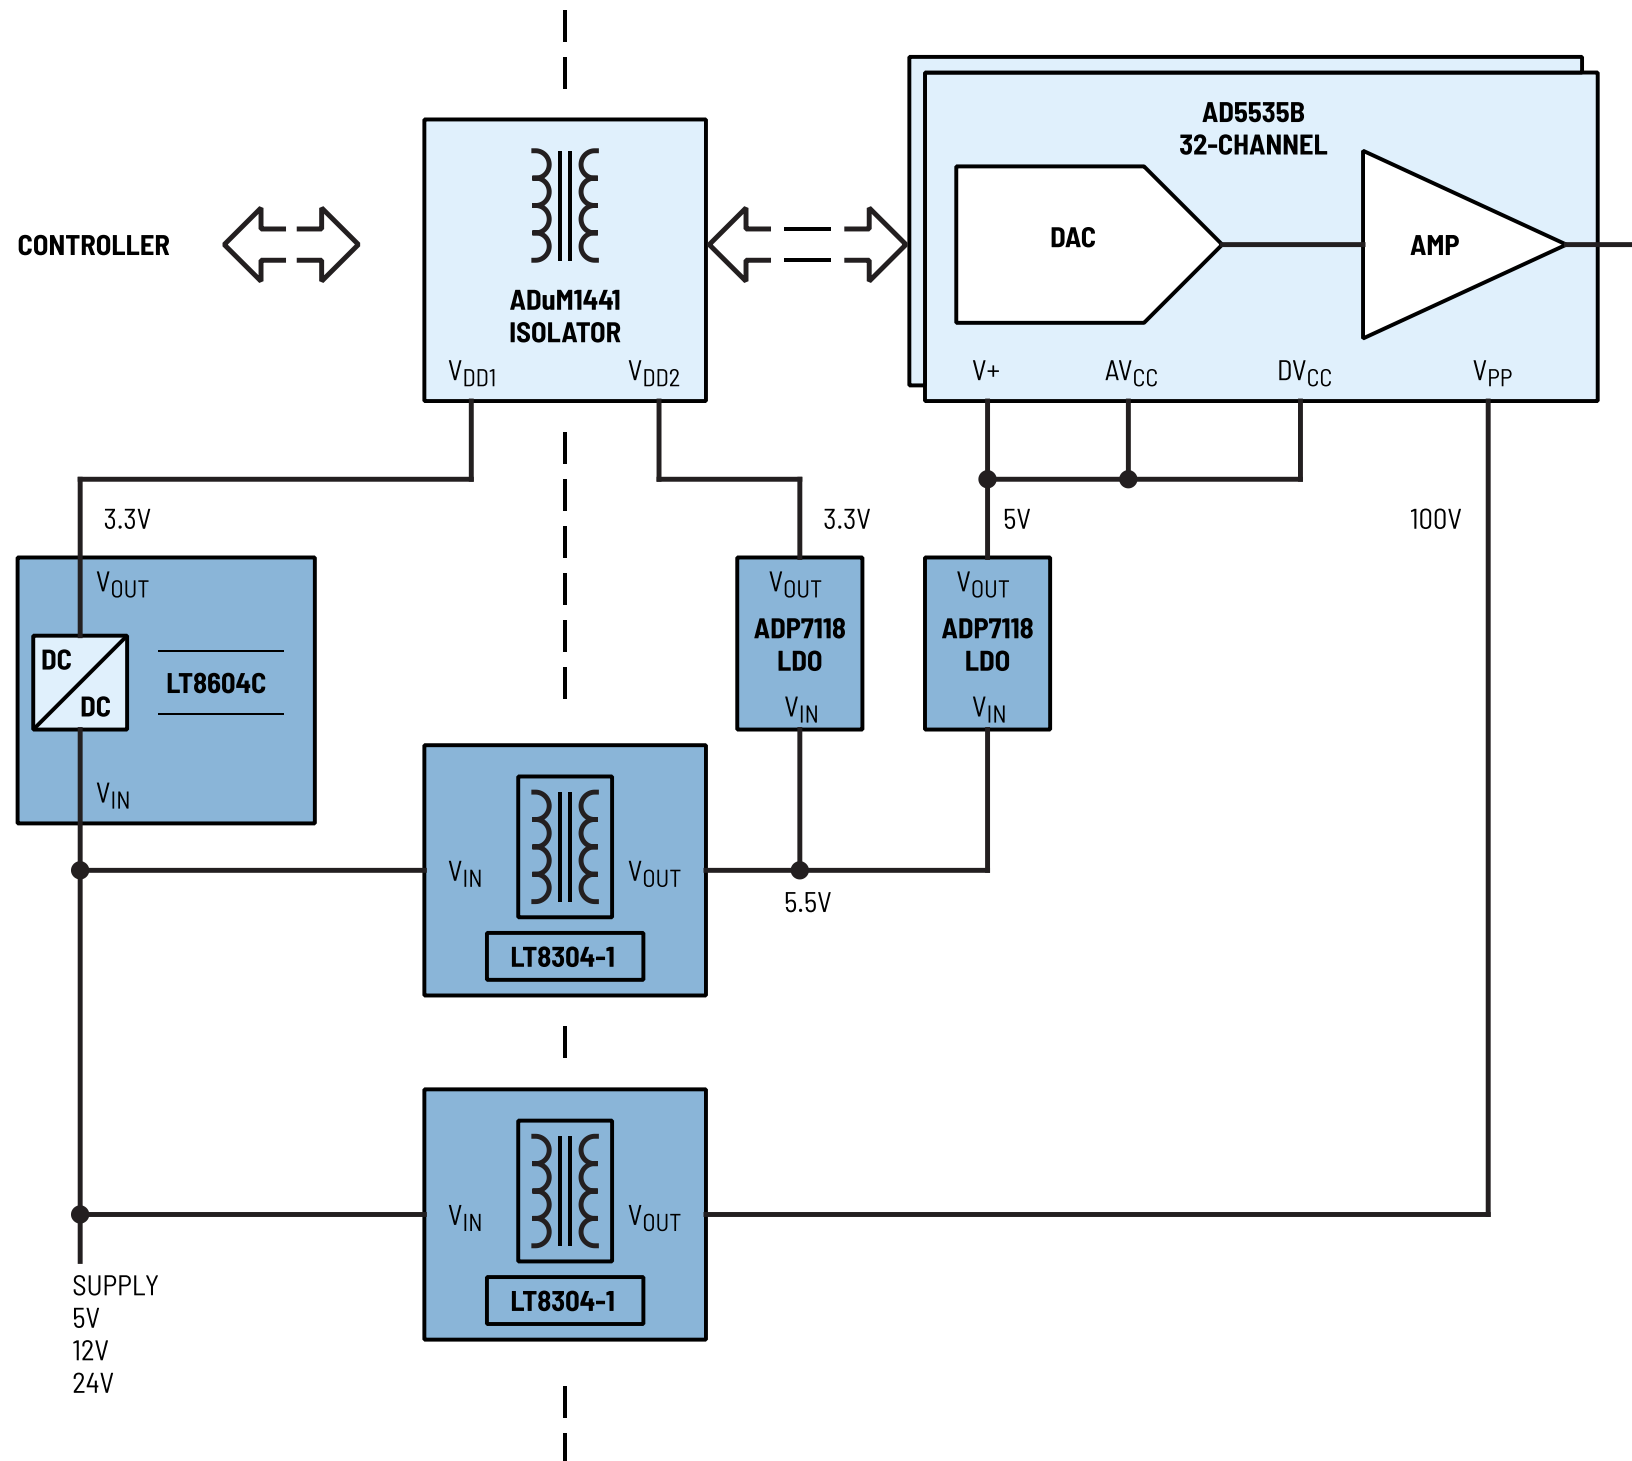 AD5535B
32-CHANNEL
DAC
AMP
CONTROLLER
ADuM1441
ISOLATOR
VDD1
VDD2
V+
AVCC
DVCC
VPP
3.3V
3.3V
5V
100V
VOUT
DC
DC
LT8604C
VIN
VOUT
ADP7118
LDO
VIN
VOUT
ADP7118
LDO
VIN
VIN
VOUT
LT8304-1
5.5V
VIN
VOUT
LT8304-1
SUPPLY
5V
12V
24V